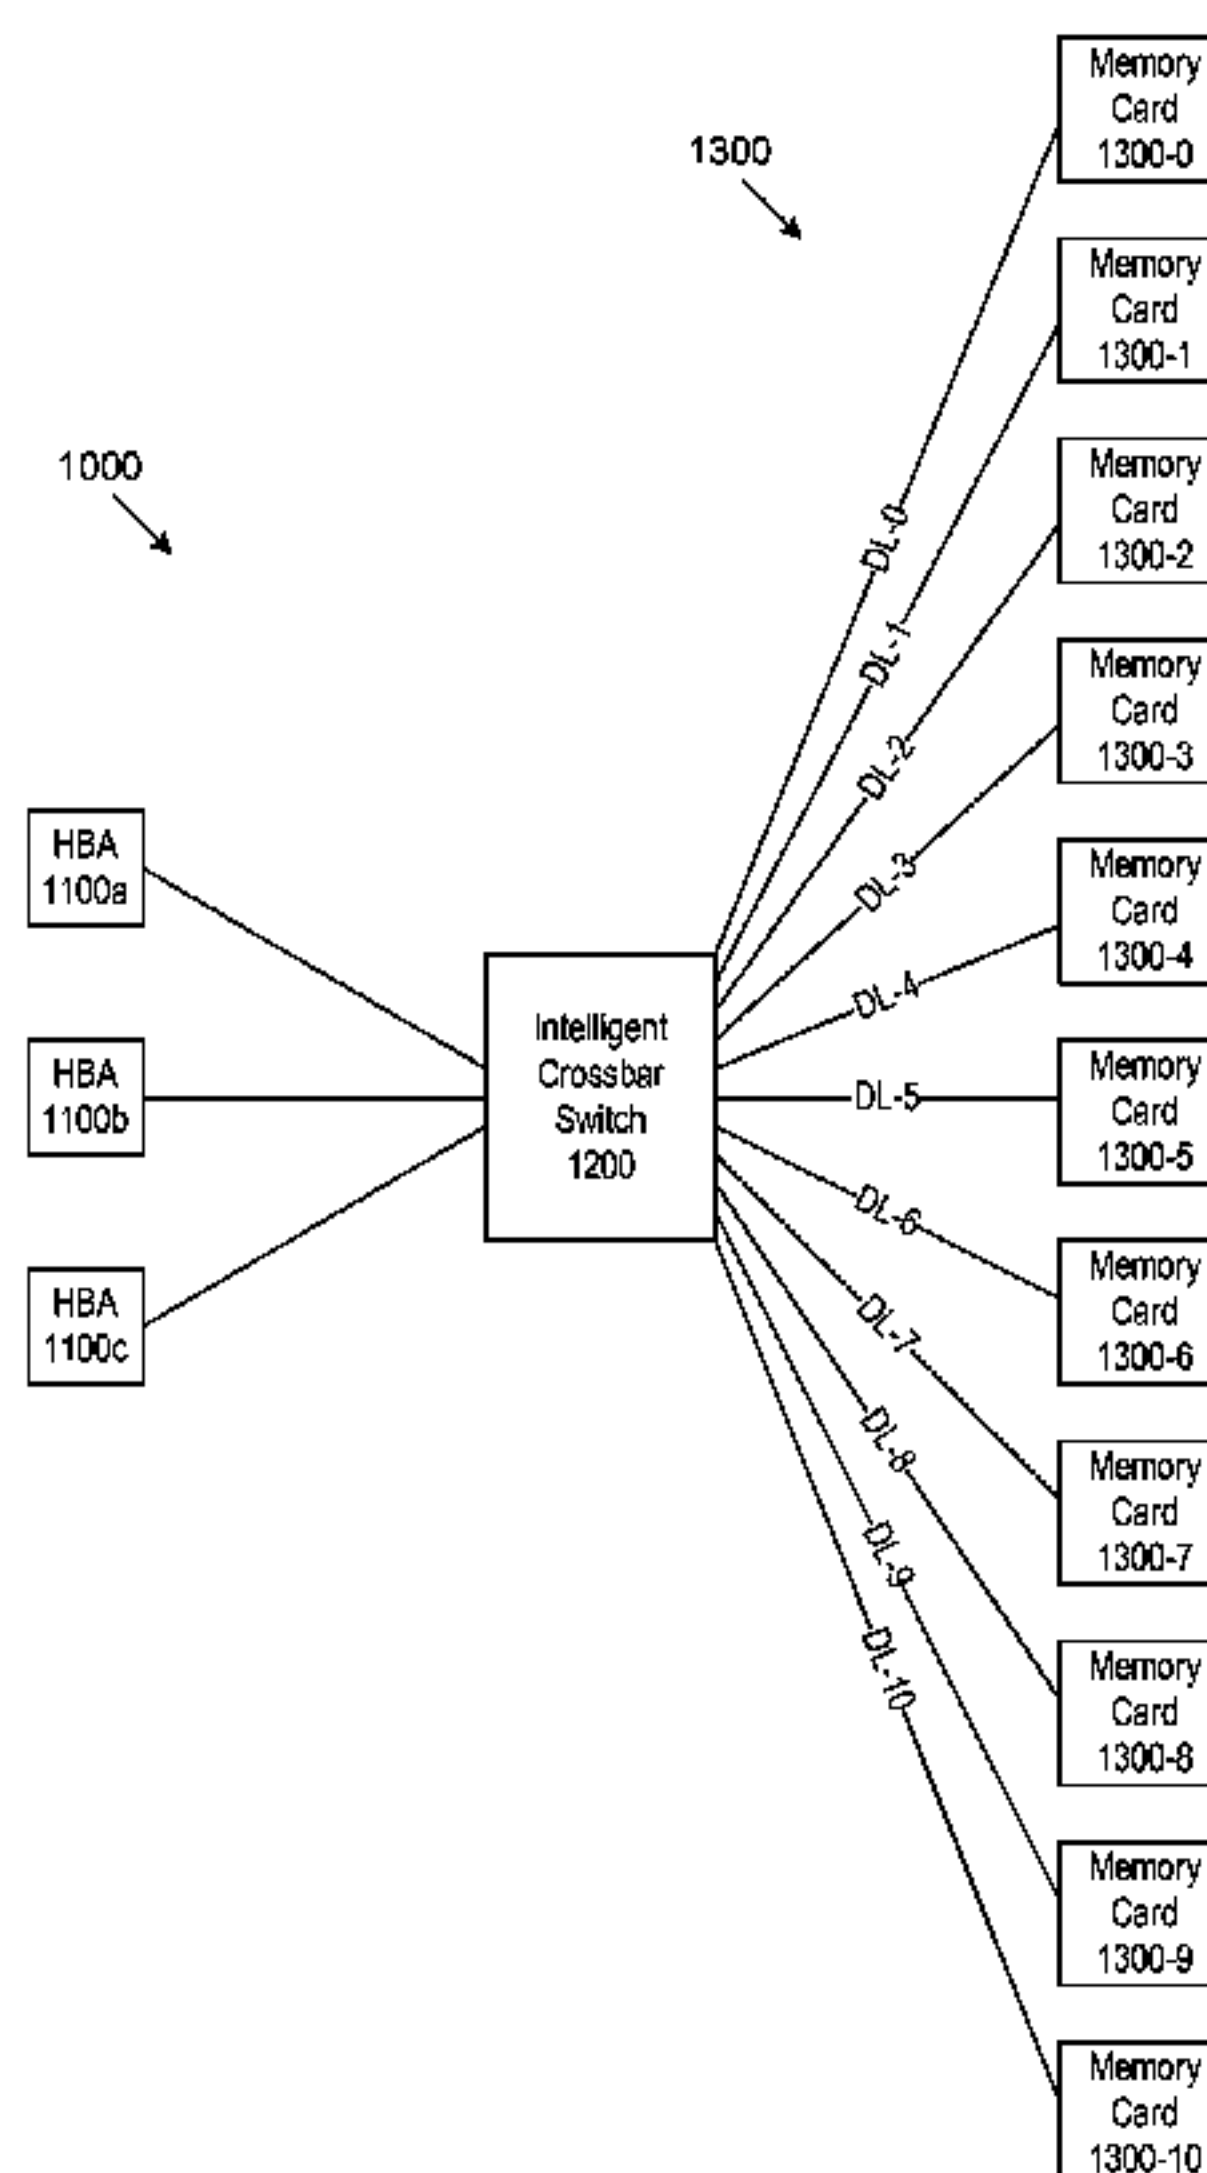 1300
1000
HBA
1100a
HBA
1100b
HBA
1100c
Intelligent
Crossbar
Switch
1200
DL-0
DL-1
DL-2
DL-3
DL-4
DL-5
DL-6
DL-7
DL-8
DL-9
DL-10
Memory
Card
1300-0
Memory
Card
1300-1
Memory
Card
1300-2
Memory
Card
1300-3
Memory
Card
1300-4
Memory
Card
1300-5
Memory
Card
1300-6
Memory
Card
1300-7
Memory
Card
1300-8
Memory
Card
1300-9
Memory
Card
1300-10